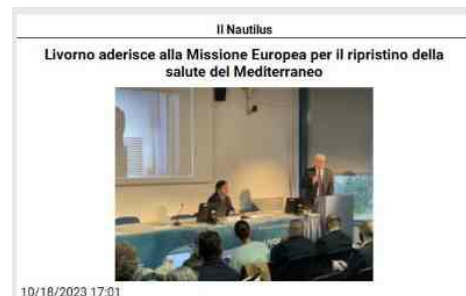 Il Nautilus
Livorno aderisce alla Missione Europea per il ripristino della
salute del Mediterraneo
10/18/2023 17:01